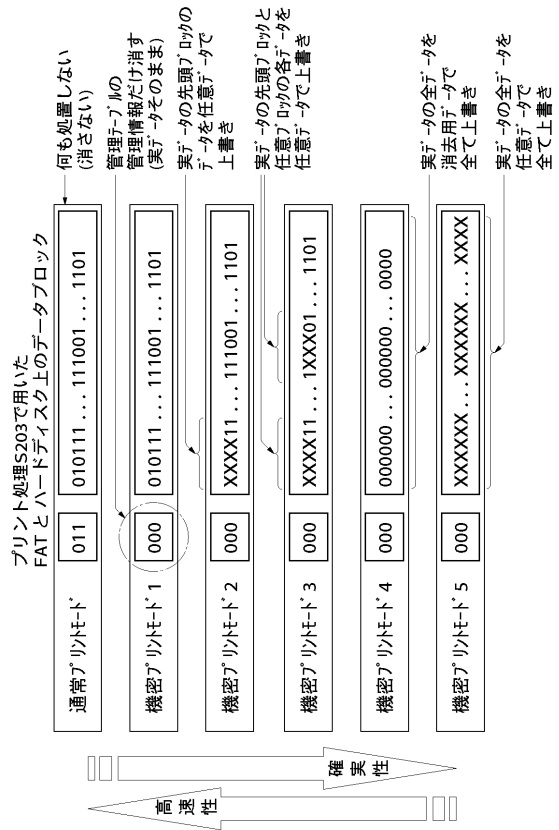 プリント処理S203で用いた
FAT とハードディスク上のデータブロック
通常プリントモード 011 010111...111001...1101
何も処置しない
(消さない)
機密プリントモード1 000 010111...111001...1101
管理テーブルの
管理情報だけ消す
(実データそのまま)
機密プリントモード2 000 XXXX11...111001...1101
実データの先頭ブロックの
データを任意データで
上書き
機密プリントモード3 000 XXXX11...1XXX01...1101
実データの先頭ブロックと
任意ブロックの各データを
任意データで上書き
機密プリントモード4 000 000000...000000...0000
実データの全データを
消去用データで
全て上書き
機密プリントモード5 000 XXXXXX...XXXXXX...XXXX
実データの全データを
任意データで
全て上書き
高速性
確実性